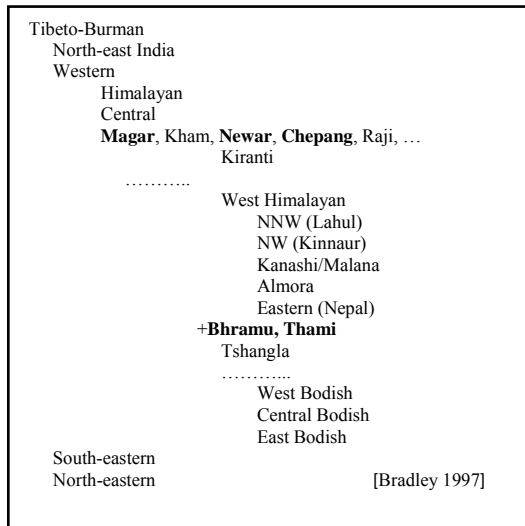 Tibeto-Burman
North-east India
Western
Himalayan
Central
Magar, Kham, Newar, Chepang, Raji, …
Kiranti
………..
West Himalayan
NNW (Lahul)
NW (Kinnaur)
Kanashi/Malana
Almora
Eastern (Nepal)
+Bhramu, Thami
Tshangla
………...
West Bodish
Central Bodish
East Bodish
South-eastern
North-eastern [Bradley 1997]